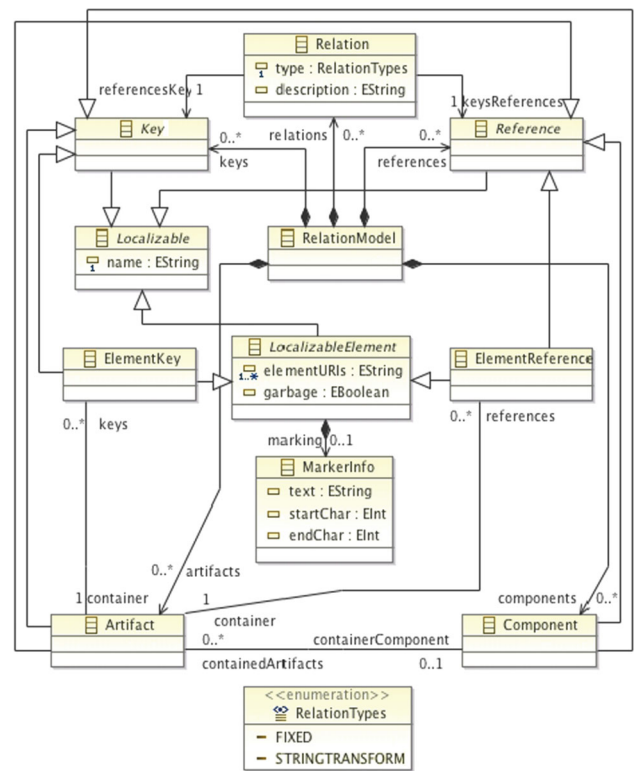 Relation
type : RelationTypes
1
description : EString
referencesKey 1
1 keysReferences
Key
Reference
0..*
keys
relations
0..*
0..*
references
Localizable
name : EString
1
RelationModel
LocalizableElement
elementURIs : EString
1..*
garbage : EBoolean
ElementKey
ElementReference
0..* keys
0..* references
marking 0..1
MarkerInfo
text : EString
startChar : EInt
endChar : EInt
0..* artifacts
1 container
1
container
components 0..*
Artifact
Component
0..*
containerComponent
containedArtifacts
0..1
<<enumeration>>
RelationTypes
FIXED
STRINGTRANSFORM